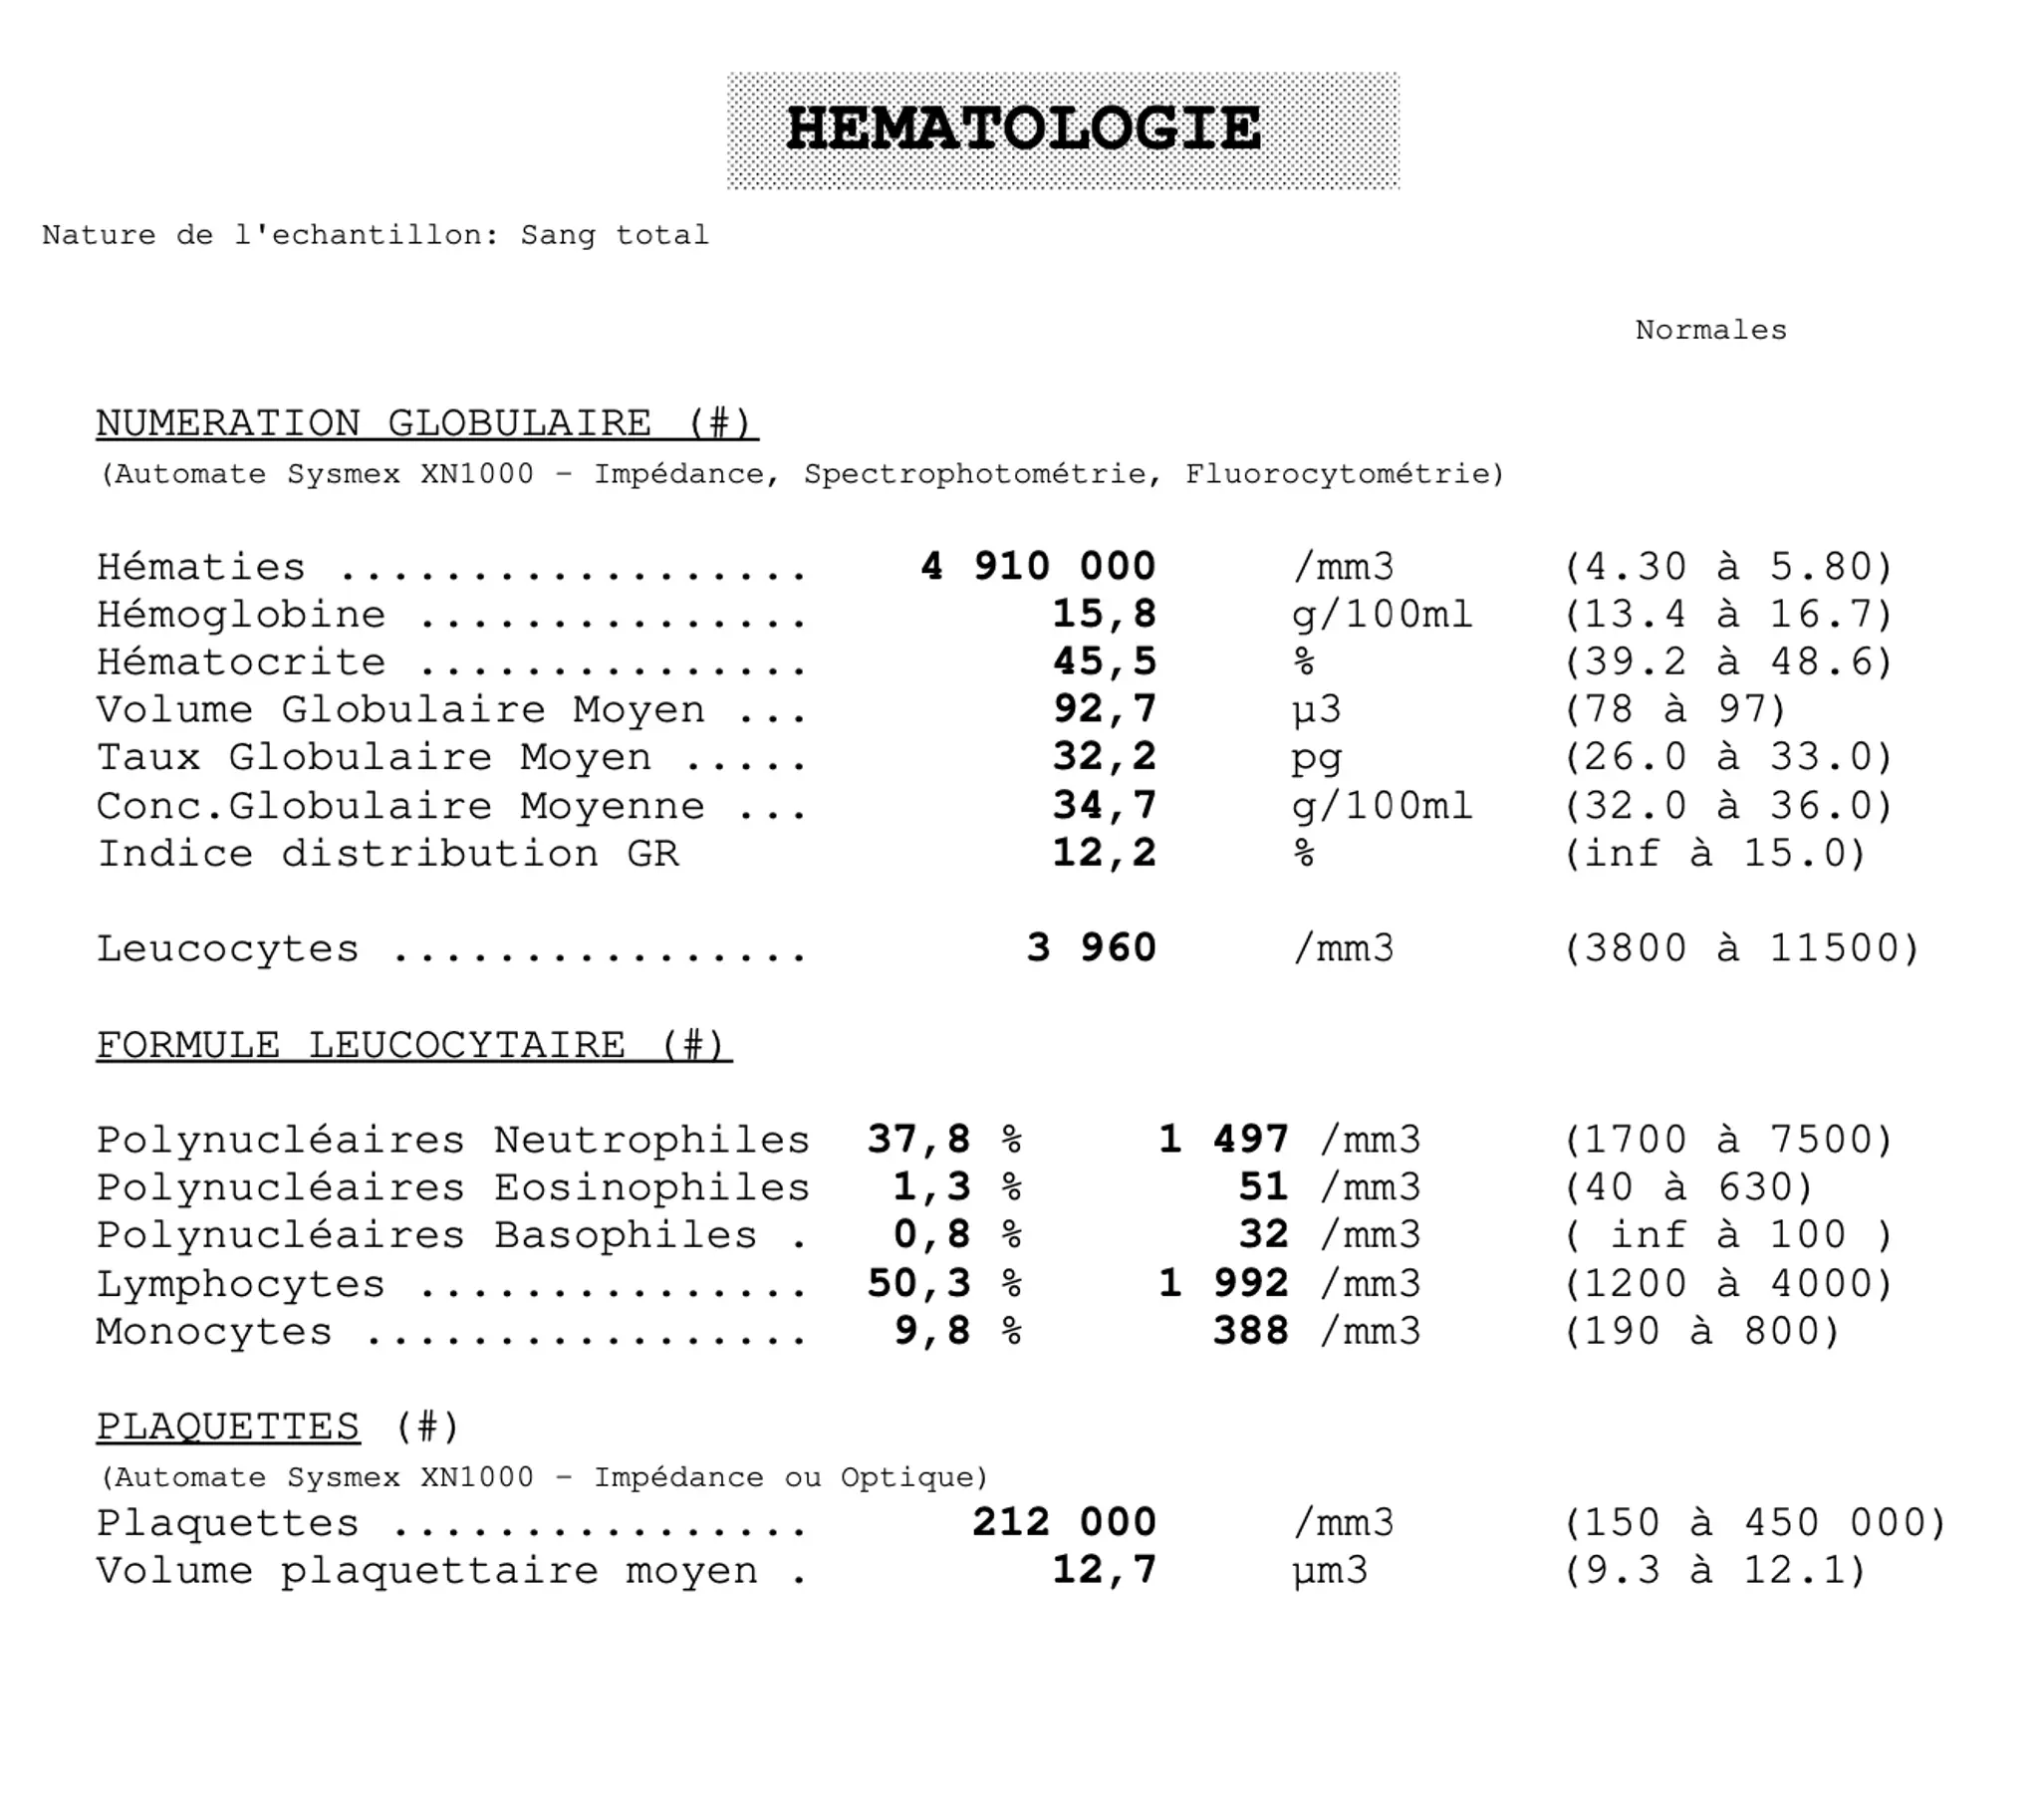 HEMATOLOGIE
Nature de l'echantillon: Sang total
Normales
NUMERATION GLOBULAIRE (#)
(Automate Sysmex XN1000 - Impédance, Spectrophotométrie, Fluorocytométrie)
Hématies .................. 4 910 000 /mm3 (4.30 à 5.80)
Hémoglobine ............... 15,8 g/100ml (13.4 à 16.7)
Hématocrite ............... 45,5 % (39.2 à 48.6)
Volume Globulaire Moyen ... 92,7 µ3 (78 à 97)
Taux Globulaire Moyen ..... 32,2 pg (26.0 à 33.0)
Conc.Globulaire Moyenne ... 34,7 g/100ml (32.0 à 36.0)
Indice distribution GR 12,2 % (inf à 15.0)
Leucocytes ................ 3 960 /mm3 (3800 à 11500)
FORMULE LEUCOCYTAIRE (#)
Polynucléaires Neutrophiles 37,8 % 1 497 /mm3 (1700 à 7500)
Polynucléaires Eosinophiles 1,3 % 51 /mm3 (40 à 630)
Polynucléaires Basophiles . 0,8 % 32 /mm3 ( inf à 100 )
Lymphocytes ............... 50,3 % 1 992 /mm3 (1200 à 4000)
Monocytes ................. 9,8 % 388 /mm3 (190 à 800)
PLAQUETTES (#)
(Automate Sysmex XN1000 - Impédance ou Optique)
Plaquettes ................ 212 000 /mm3 (150 à 450 000)
Volume plaquettaire moyen . 12,7 µm3 (9.3 à 12.1)